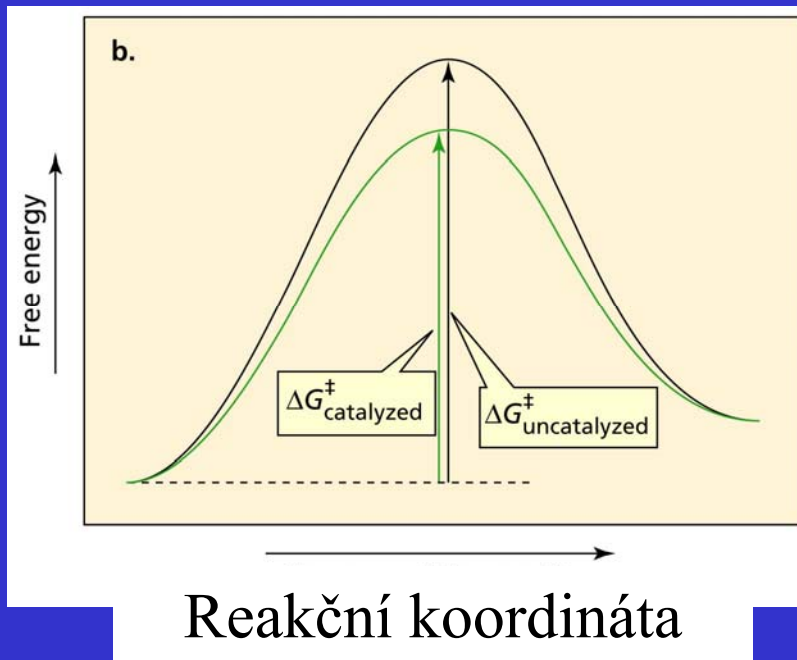 b.
Free energy
ΔG‡catalyzed
ΔG‡uncatalyzed
Reakční koordináta